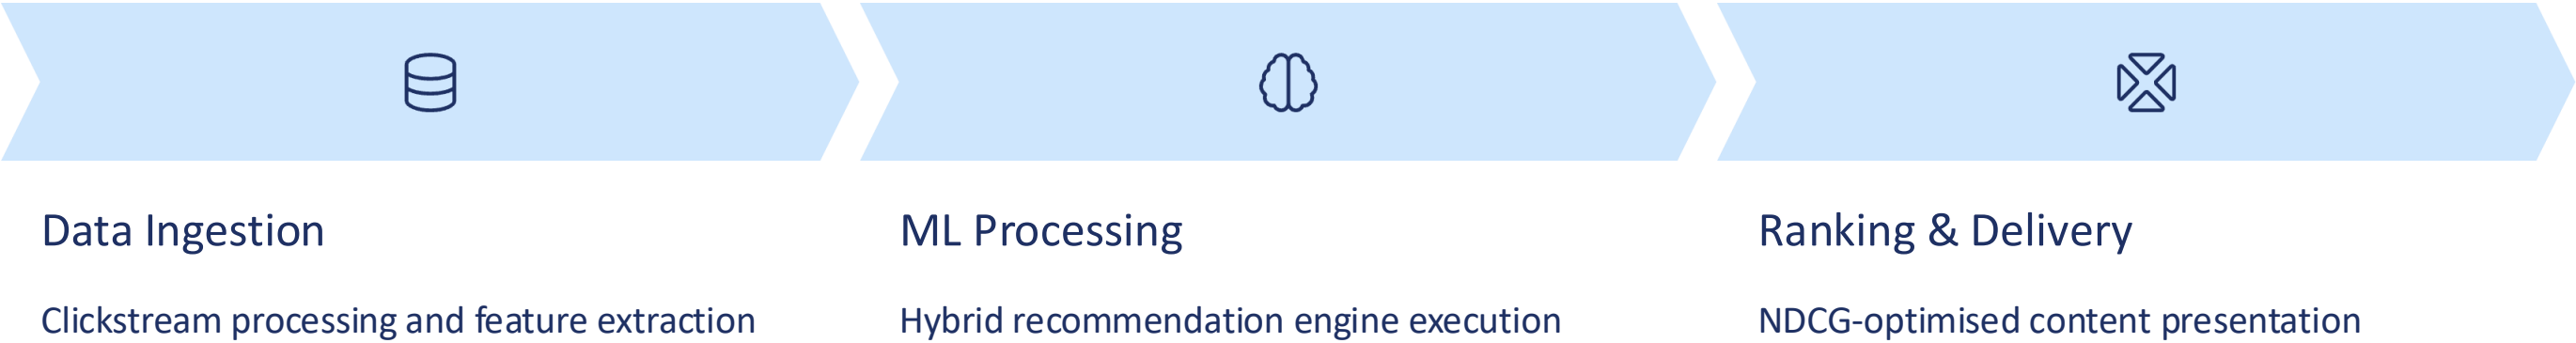 Data Ingestion
Clickstream processing and feature extraction
ML Processing
Hybrid recommendation engine execution
Ranking & Delivery
NDCG-optimised content presentation